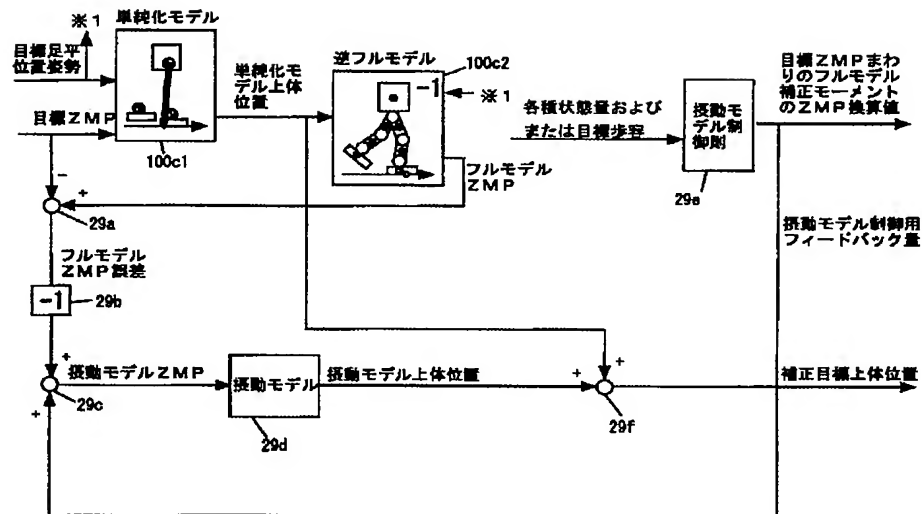 ※1
単純化モデル
目標足平
位置姿勢
目標ZMP
100c1
単純化モ
デル上体
位置
逆フルモデル
100c2
-1
※1
フルモデル
ZMP
各種状態量および
または目標歩容
摂動モ
デル制
御則
29e
目標ZMPまわ
りのフルモデル
補正モーメント
のZMP換算値
摂動モデル制御用
フィードバック量
-
+
29a
フルモデル
ZMP誤差
-1
29b
+
+
29c
摂動モデルZMP
摂動モデル
29d
摂動モデル上体位置
+
+
29f
補正目標上体位置